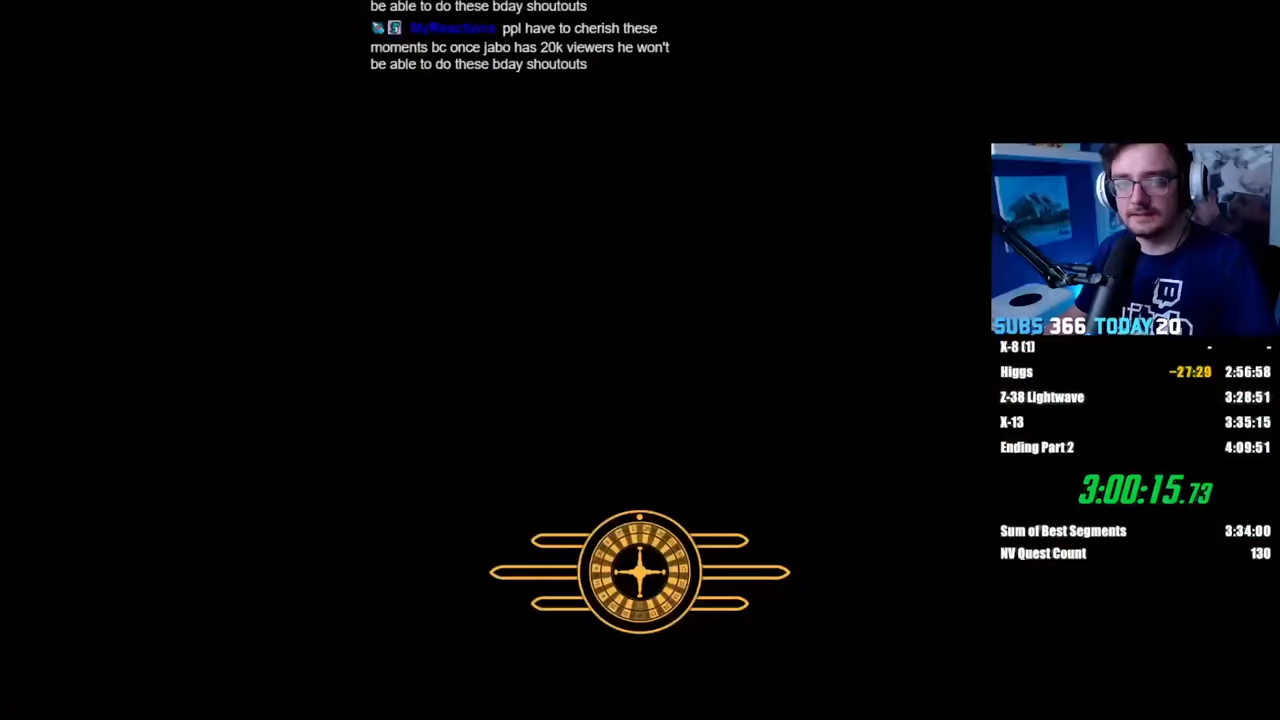 be able to do these bday shoutouts
MyReactions ppl have to cherish these
moments bc once jabo has 20k viewers he won't
be able to do these bday shoutouts
SUBS 366 TODAY 20
X-8 (1) - -
Higgs -27:29 2:56:58
Z-38 Lightwave 3:28:51
X-13 3:35:15
Ending Part 2 4:09:51
3:00:15.73
Sum of Best Segments 3:34:00
NV Quest Count 130